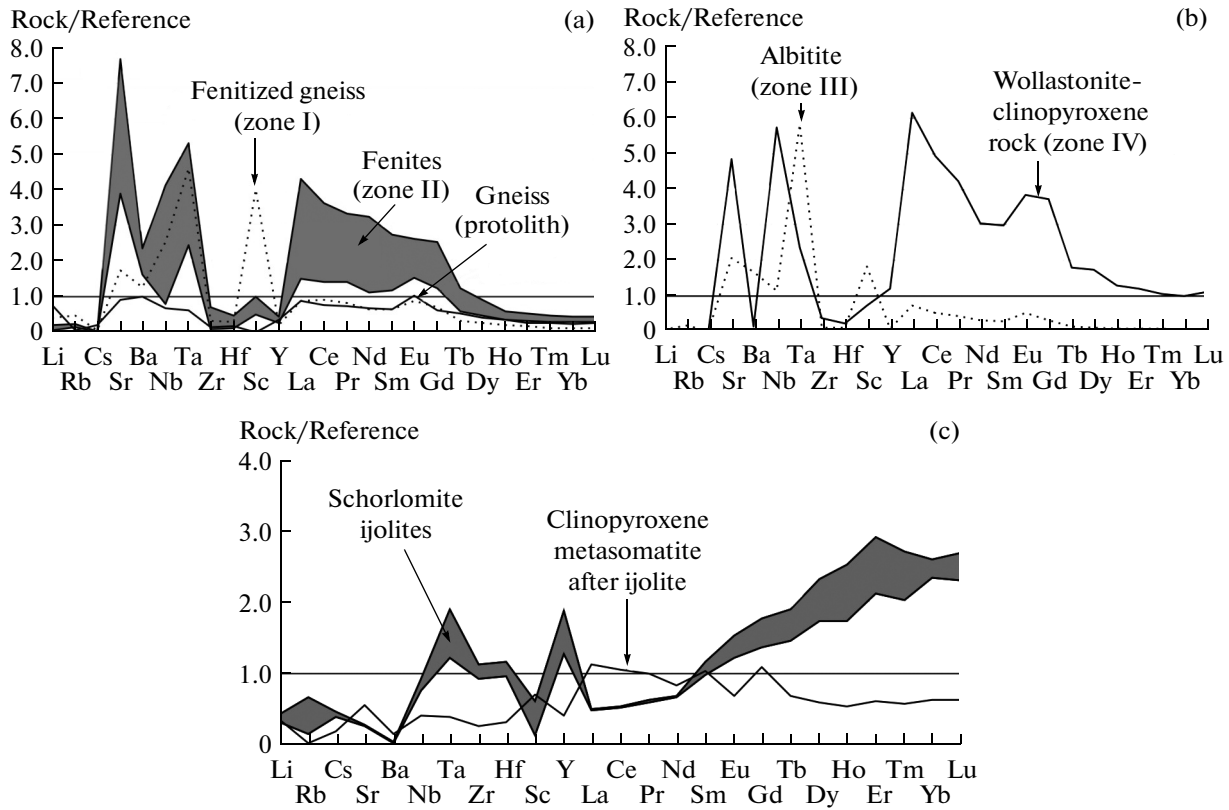 Rock/Reference (a)
8.0
7.0
6.0
5.0
4.0
3.0
2.0
1.0
0
Fenitized gneiss
(zone I)
Fenites
(zone II)
Gneiss
(protolith)
Li Cs Ba Ta Hf Y Ce Nd Eu Tb Ho Tm Lu
Rb Sr Nb Zr Sc La Pr Sm Gd Dy Er Yb
Rock/Reference (b)
8.0
7.0
6.0
5.0
4.0
3.0
2.0
1.0
0
Albitite
(zone III)
Wollastonite-
clinopyroxene
rock (zone IV)
Li Cs Ba Ta Hf Y Ce Nd Eu Tb Ho Tm Lu
Rb Sr Nb Zr Sc La Pr Sm Gd Dy Er Yb
Rock/Reference (c)
4.0
3.0
2.0
1.0
0
Schorlomite
ijolites
Clinopyroxene
metasomatite
after ijolite
Li Cs Ba Ta Hf Y Ce Nd Eu Tb Ho Tm Lu
Rb Sr Nb Zr Sc La Pr Sm Gd Dy Er Yb